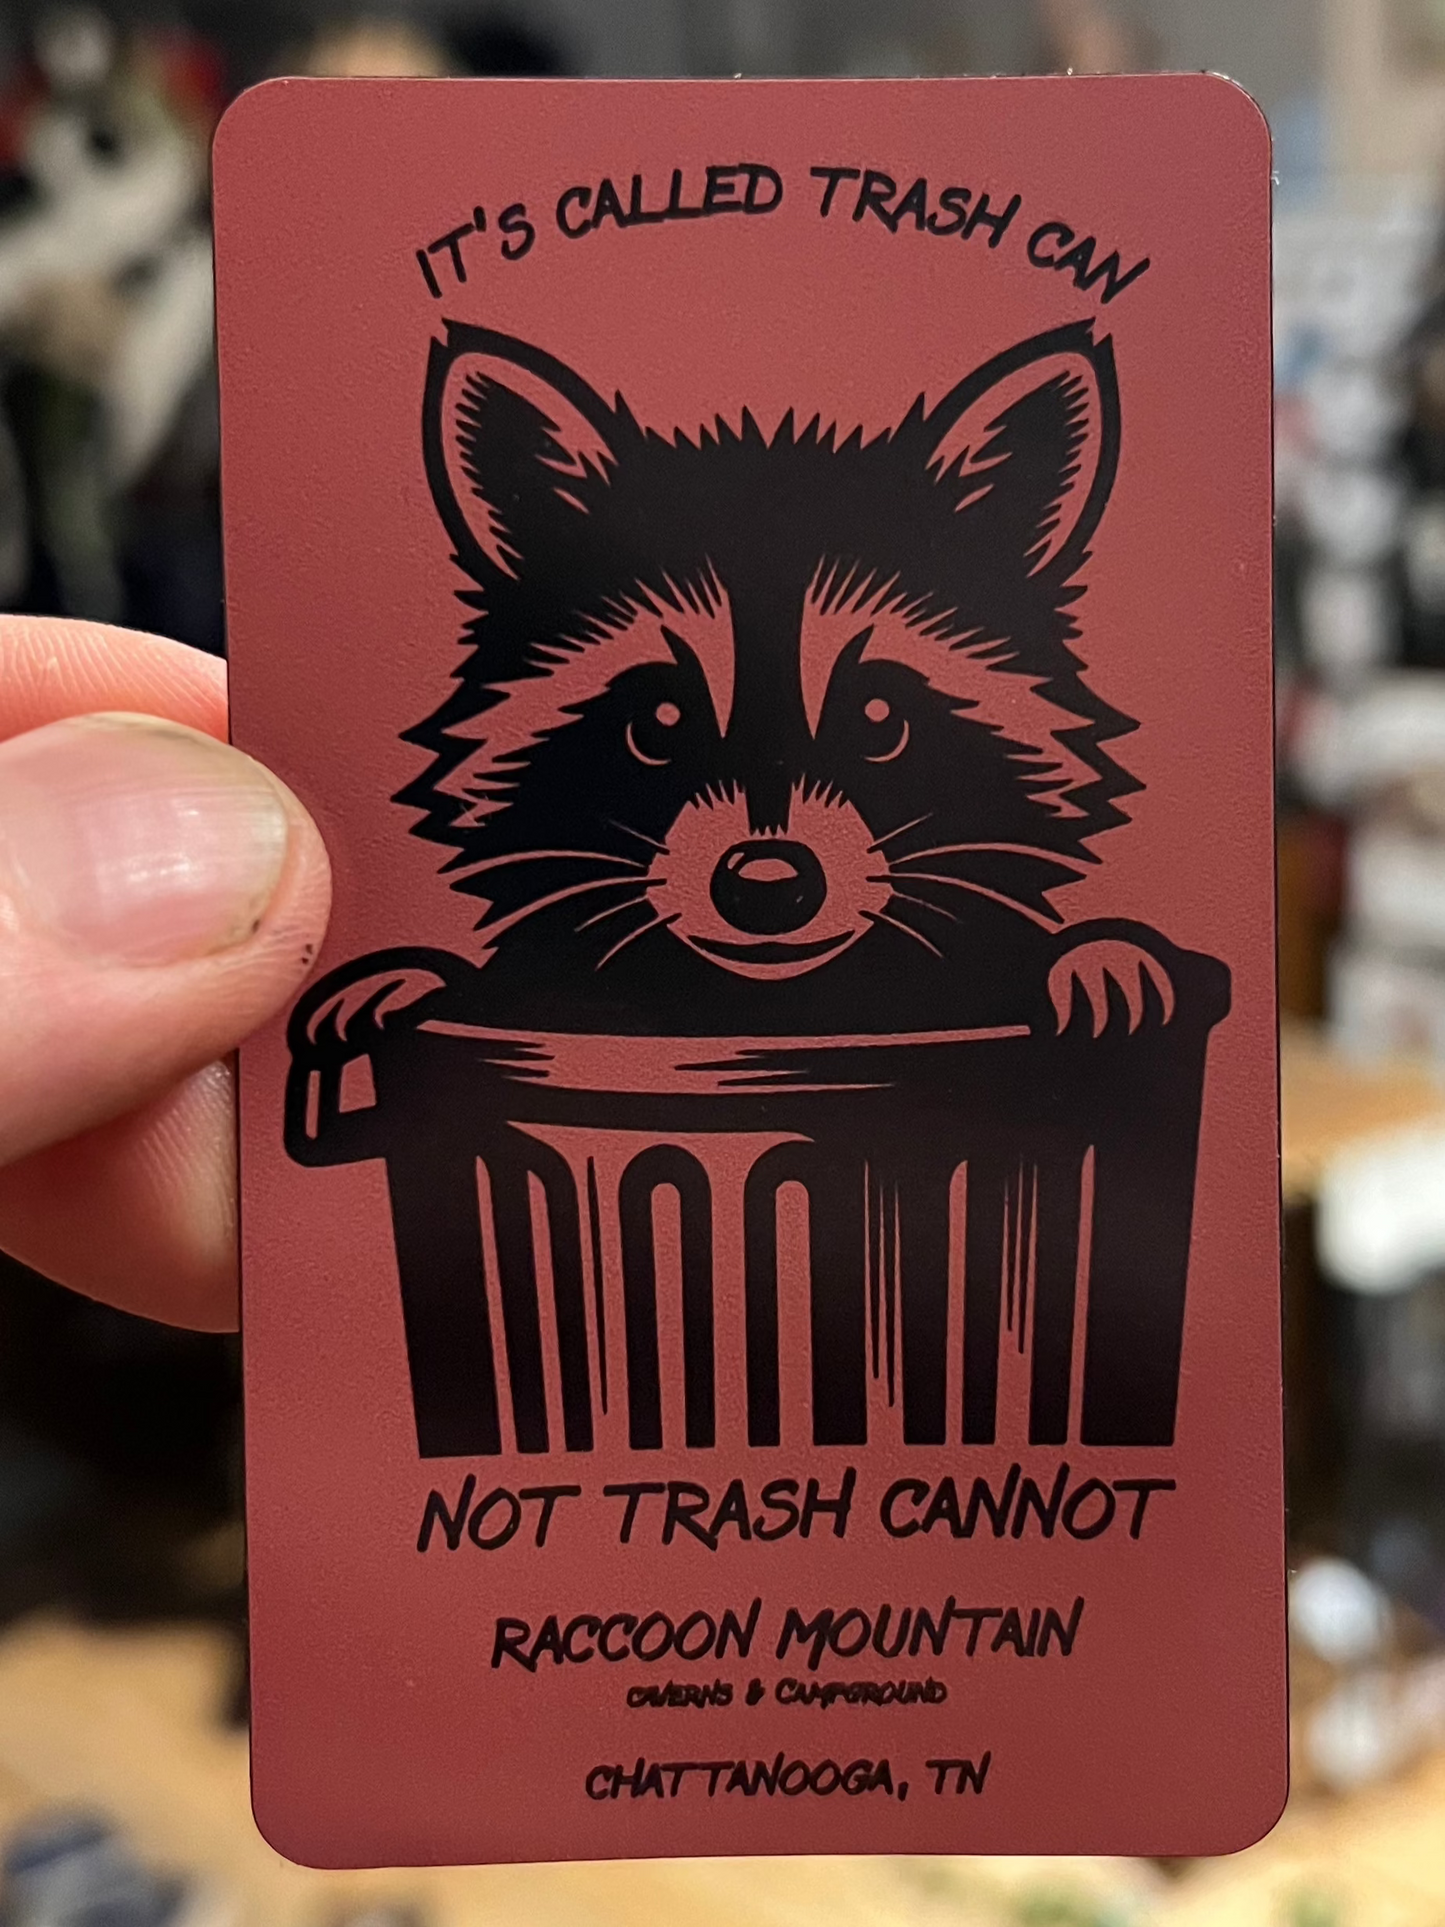 IT'S CALLED TRASH CAN
NOT TRASH CANNOT
RACCOON MOUNTAIN
CAVERNS & CAMPGROUND
CHATTANOOGA, TN